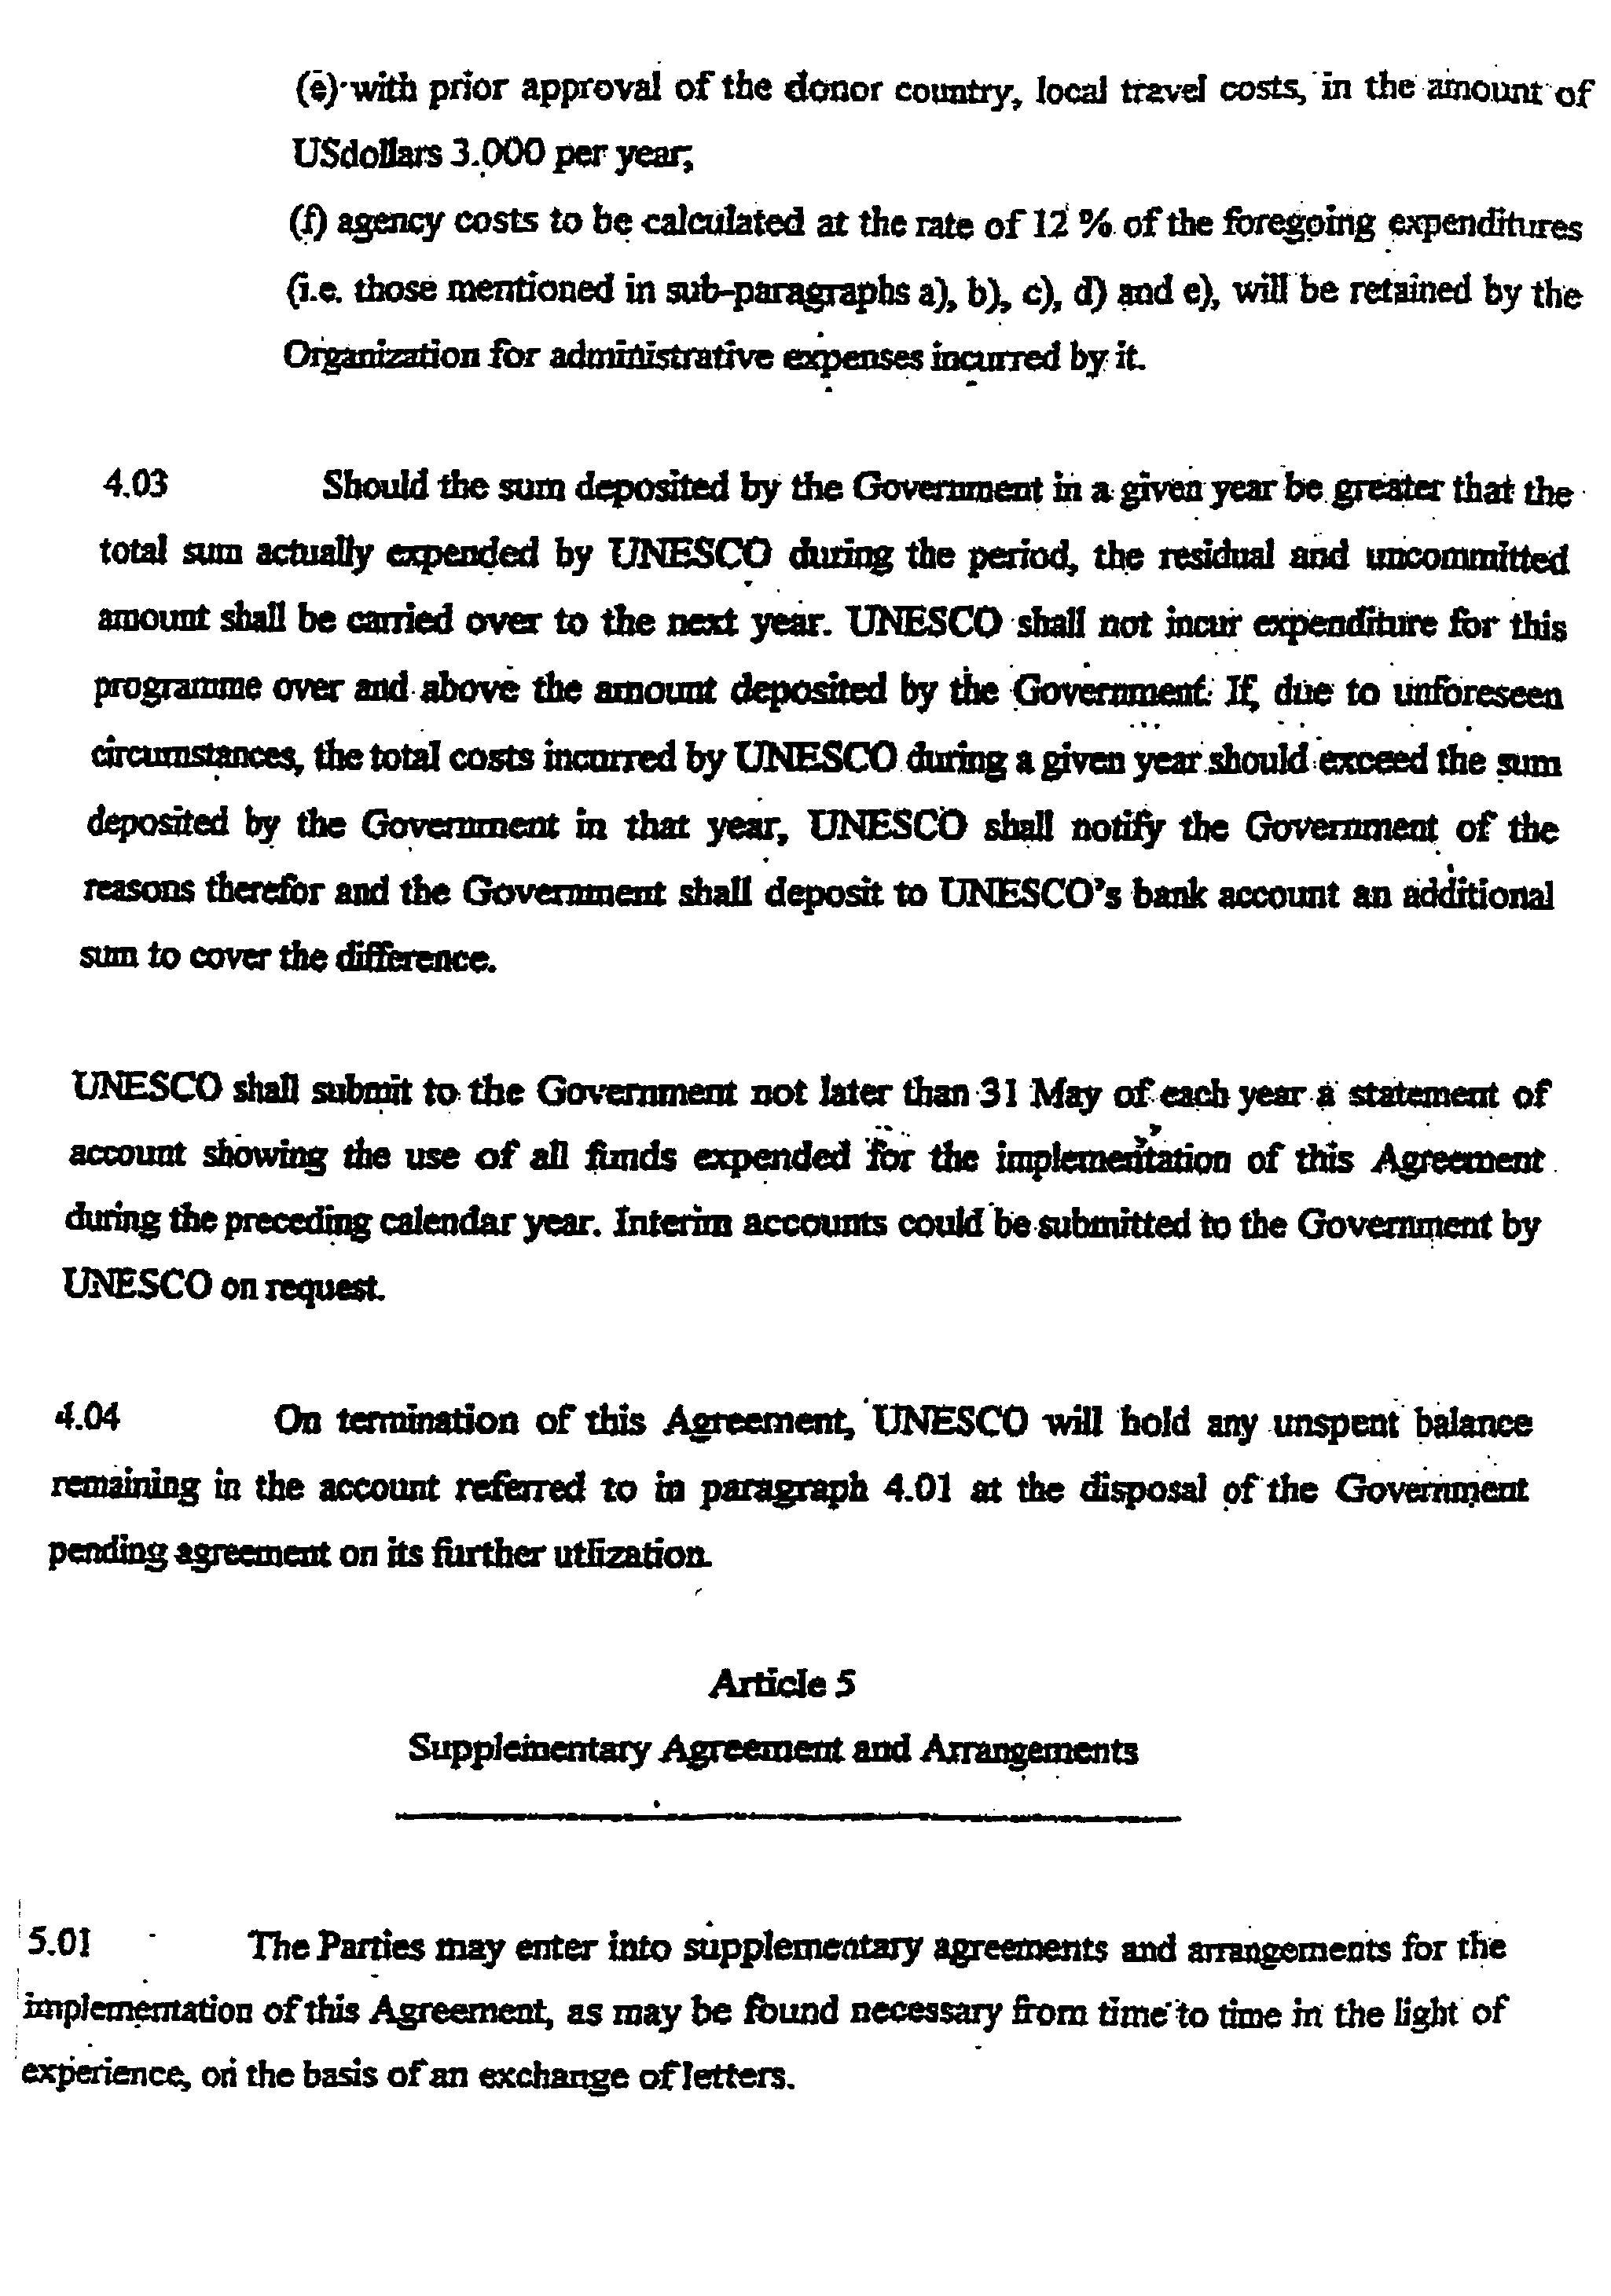 (e) with prior approval of the donor country, local travel costs, in the amount of
USdollars 3.000 per year;
(f) agency costs to be calculated at the rate of 12 % of the foregoing expenditures
(i.e. those mentioned in sub-paragraphs a), b), c), d) and e), will be retained by the
Organization for administrative expenses incurred by it.
4.03 Should the sum deposited by the Government in a given year be greater that the
total sum actually expended by UNESCO during the period, the residual and uncommitted
amount shall be carried over to the next year. UNESCO shall not incur expenditure for this
programme over and above the amount deposited by the Government. If, due to unforeseen
circumstances, the total costs incurred by UNESCO during a given year should exceed the sum
deposited by the Government in that year, UNESCO shall notify the Government of the
reasons therefor and the Government shall deposit to UNESCO's bank account an additional
sum to cover the difference.
UNESCO shall submit to the Government not later than 31 May of each year a statement of
account showing the use of all funds expended for the implementation of this Agreement
during the preceding calendar year. Interim accounts could be submitted to the Government by
UNESCO on request.
4.04 On termination of this Agreement, UNESCO will hold any unspent balance
remaining in the account referred to in paragraph 4.01 at the disposal of the Government
pending agreement on its further utlization.
Article 5
Supplementary Agreement and Arrangements
5.01 The Parties may enter into supplementary agreements and arrangements for the
implementation of this Agreement, as may be found necessary from time to time in the light of
experience, on the basis of an exchange of letters.